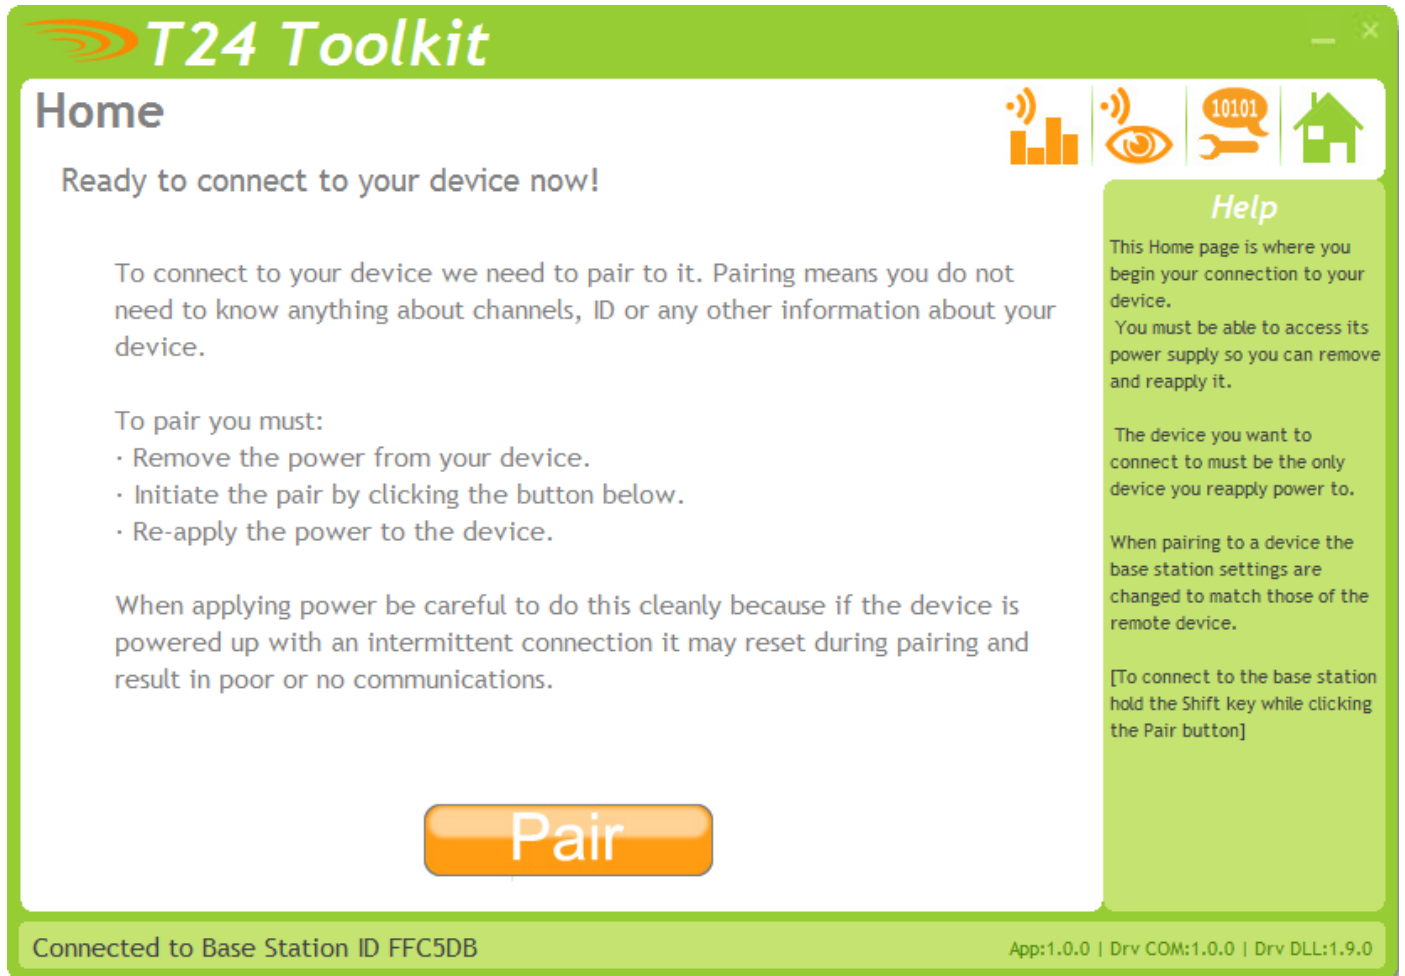 T24 Toolkit
Home
10101
Ready to connect to your device now!
To connect to your device we need to pair to it. Pairing means you do not
need to know anything about channels, ID or any other information about your
device.
To pair you must:
· Remove the power from your device.
· Initiate the pair by clicking the button below.
· Re-apply the power to the device.
When applying power be careful to do this cleanly because if the device is
powered up with an intermittent connection it may reset during pairing and
result in poor or no communications.
Pair
Help
This Home page is where you
begin your connection to your
device.
You must be able to access its
power supply so you can remove
and reapply it.
The device you want to
connect to must be the only
device you reapply power to.
When pairing to a device the
base station settings are
changed to match those of the
remote device.
[To connect to the base station
hold the Shift key while clicking
the Pair button]
Connected to Base Station ID FFC5DB
App:1.0.0 | Drv COM:1.0.0 | Drv DLL:1.9.0